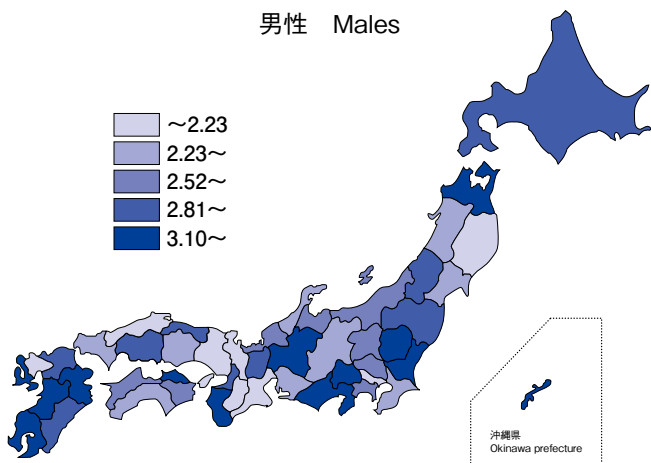 男性　Males
～2.23
2.23～
2.52～
2.81～
3.10～
沖縄県
Okinawa prefecture